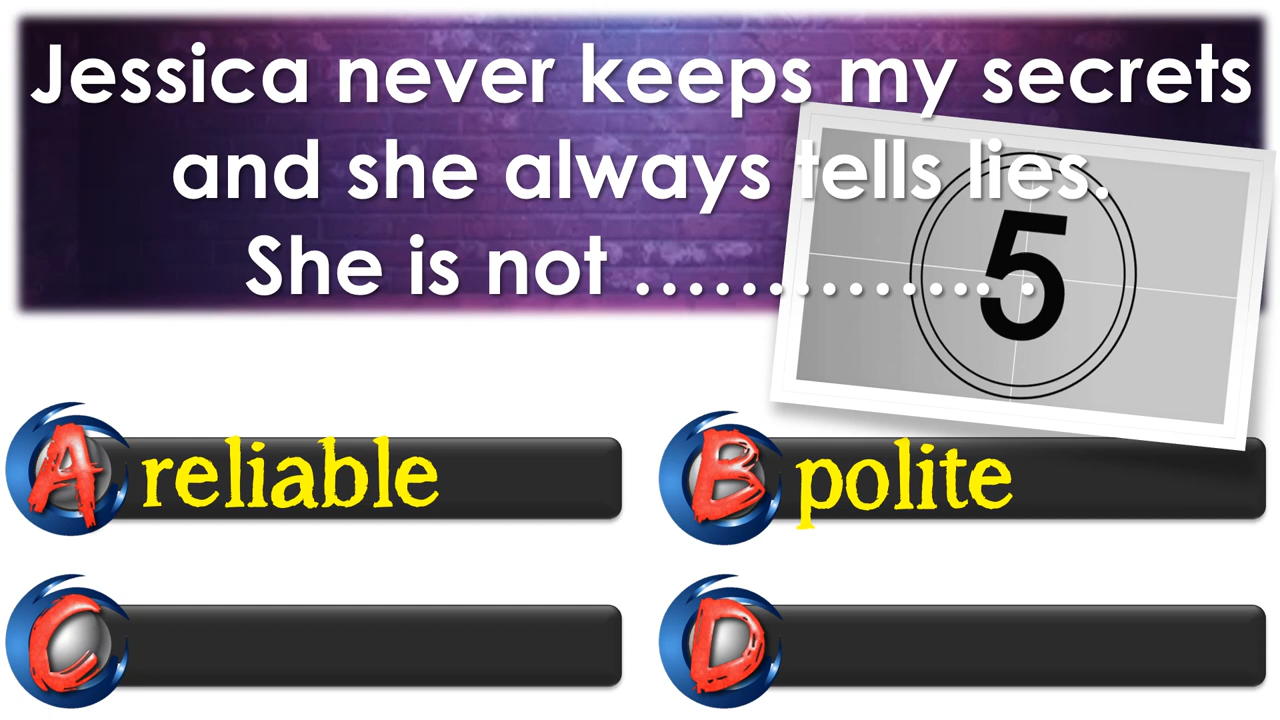 Jessica never keeps my secrets
and she always tells lies.
She is not ................
5
A reliable
B polite
C
D